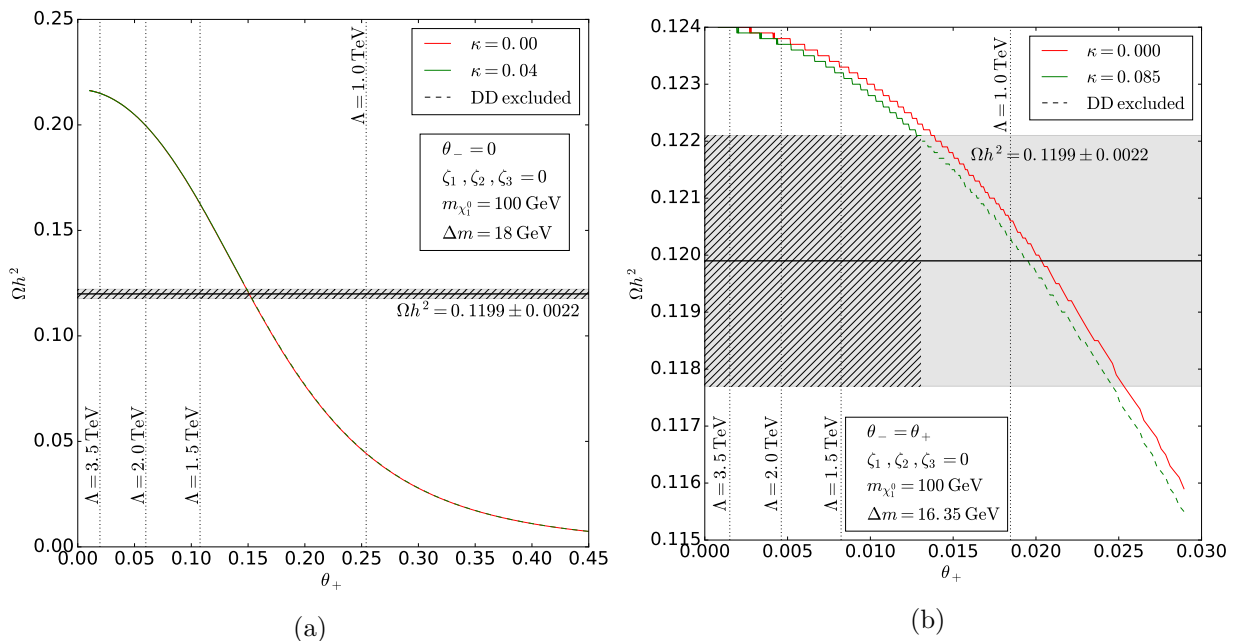 0.25
0.20
0.15
0.10
0.05
0.00
Ωh²
0.00 0.05 0.10 0.15 0.20 0.25 0.30 0.35 0.40 0.45
θ₊
κ = 0.00
κ = 0.04
DD excluded
θ₋ = 0
ζ₁ , ζ₂ , ζ₃ = 0
m_χ₁⁰ = 100 GeV
Δm = 18 GeV
Λ = 1.0 TeV
Ωh² = 0.1199 ± 0.0022
Λ = 3.5 TeV
Λ = 2.0 TeV
Λ = 1.5 TeV
(a)
0.124
0.123
0.122
0.121
0.120
0.119
0.118
0.117
0.116
0.115
Ωh²
0.000 0.005 0.010 0.015 0.020 0.025 0.030
θ₊
κ = 0.000
κ = 0.085
DD excluded
Λ = 1.0 TeV
Ωh² = 0.1199 ± 0.0022
Λ = 3.5 TeV
Λ = 2.0 TeV
Λ = 1.5 TeV
θ₋ = θ₊
ζ₁ , ζ₂ , ζ₃ = 0
m_χ₁⁰ = 100 GeV
Δm = 16.35 GeV
(b)